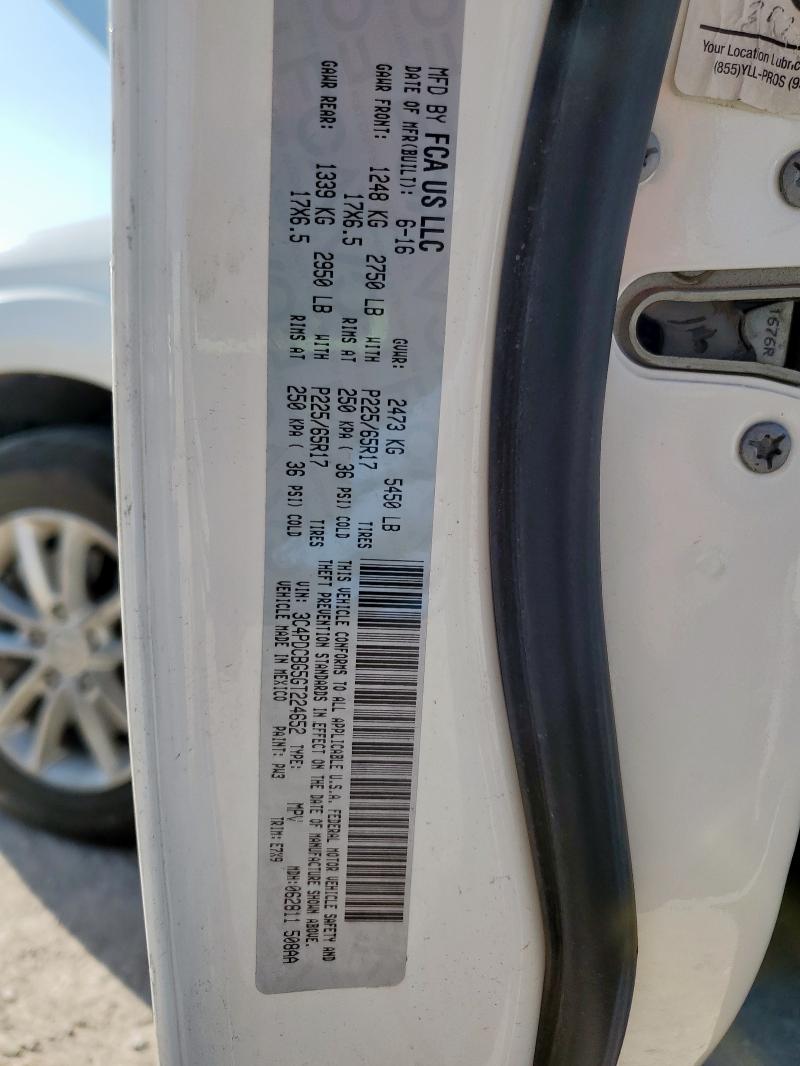 MFD BY FCA US LLC
DATE OF MFR(BUILT): 6-16 GVWR: 2473 KG 5450 LB
GAWR FRONT: 1248 KG 2750 LB WITH P225/65R17 TIRES
17X6.5 RIMS AT 250 KPA ( 36 PSI) COLD
GAWR REAR: 1339 KG 2950 LB WITH P225/65R17 TIRES
17X6.5 RIMS AT 250 KPA ( 36 PSI) COLD
THIS VEHICLE CONFORMS TO ALL APPLICABLE U.S.A. FEDERAL MOTOR VEHICLE SAFETY AND
THEFT PREVENTION STANDARDS IN EFFECT ON THE DATE OF MANUFACTURE SHOWN ABOVE.
VIN: 3C4PDCBG5GT224652 TYPE: MPV MDH:062811 508AA
VEHICLE MADE IN MEXICO PAINT: PW3 TRIM: E7X9
Your Location Lubric
(855)YLL-PROS (9
1676R